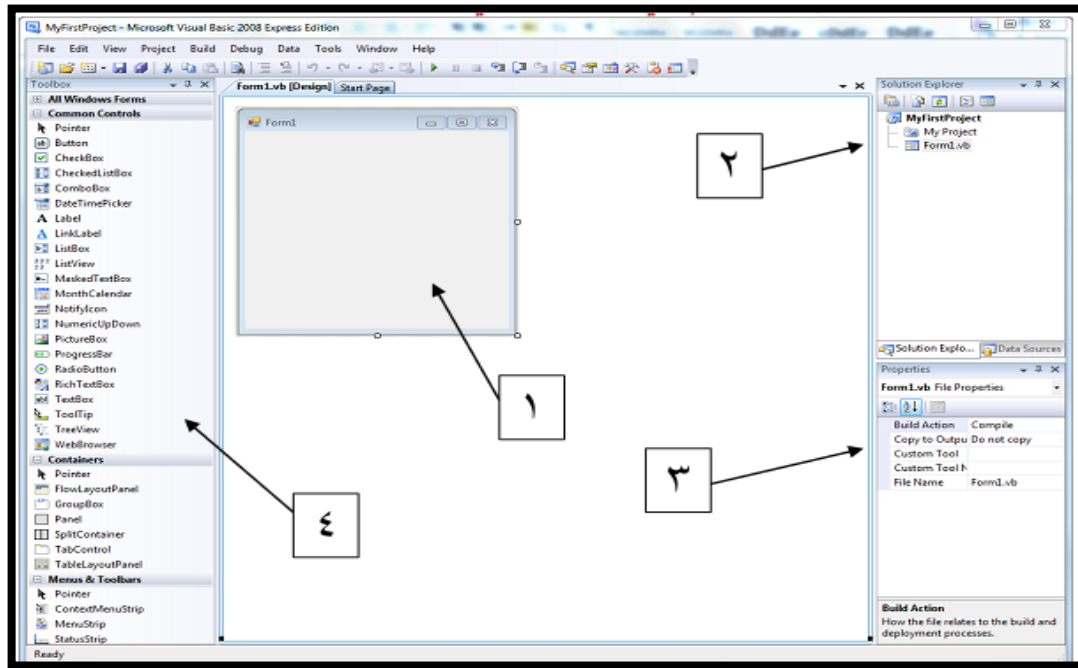 MyFirstProject - Microsoft Visual Basic 2008 Express Edition
File Edit View Project Build Debug Data Tools Window Help
Toolbox
All Windows Forms
Common Controls
Pointer
Button
CheckBox
CheckedListBox
ComboBox
DateTimePicker
Label
LinkLabel
ListBox
ListView
MaskedTextBox
MonthCalendar
NotifyIcon
NumericUpDown
PictureBox
ProgressBar
RadioButton
RichTextBox
TextBox
ToolTip
TreeView
WebBrowser
Containers
Pointer
FlowLayoutPanel
GroupBox
Panel
SplitContainer
TabControl
TableLayoutPanel
Menus & Toolbars
Pointer
ContextMenuStrip
MenuStrip
StatusStrip
Form1.vb [Design] Start Page
Form1
١
٢
٣
٤
Solution Explorer
MyFirstProject
My Project
Form1.vb
Solution Explo... Data Sources
Properties
Form1.vb File Properties
Build Action Compile
Copy to Outpu Do not copy
Custom Tool
Custom Tool N
File Name Form1.vb
Build Action
How the file relates to the build and
deployment processes.
Ready